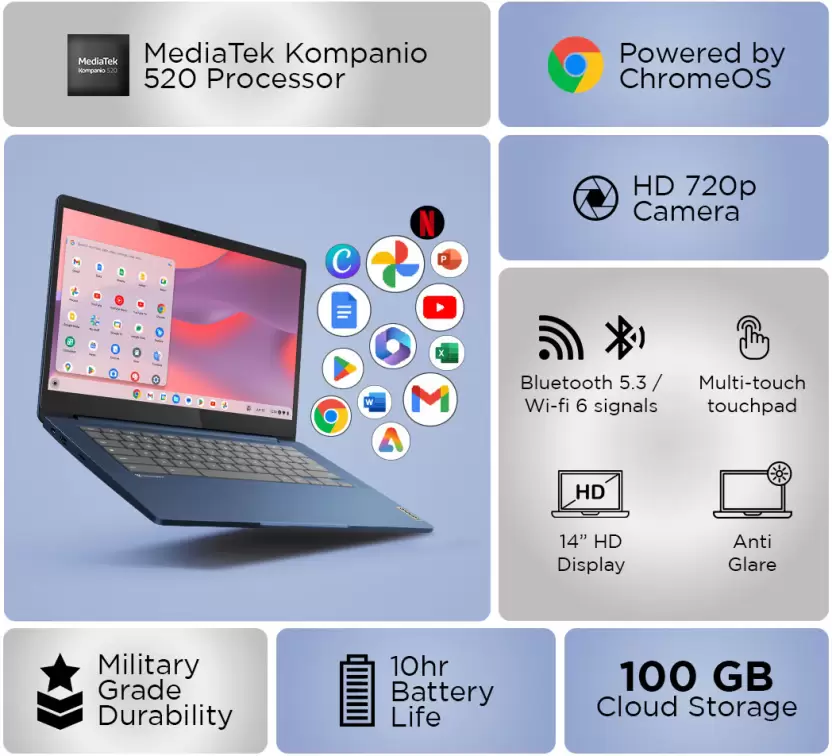 MediaTek
Kompanio 520
MediaTek Kompanio
520 Processor
Powered by
ChromeOS
HD 720p
Camera
Bluetooth 5.3 /
Wi-fi 6 signals
Multi-touch
touchpad
HD
14” HD
Display
Anti
Glare
Military
Grade
Durability
10hr
Battery
Life
100 GB
Cloud Storage